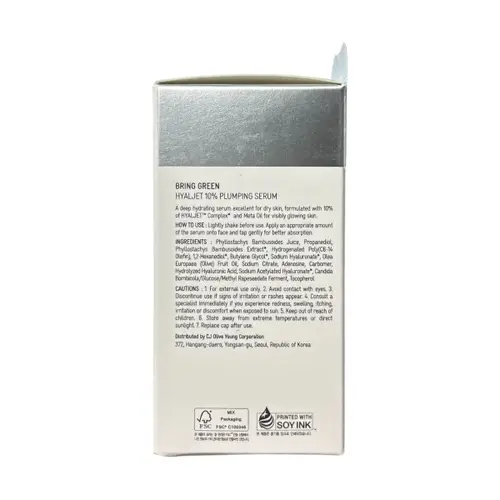 BRING GREEN
HYALJET 10% PLUMPING SERUM
A deep hydrating serum excellent for dry skin, formulated with 10%
of HYALJET™ Complex* and Meta Oil for visibly glowing skin.
HOW TO USE : Lightly shake before use. Apply an appropriate amount
of the serum onto face and tap gently for better absorption.
INGREDIENTS : Phyllostachys Bambusoides Juice, Propanediol,
Phyllostachys Bambusoides Extract*, Hydrogenated Poly(C6-14
Olefin), 1,2-Hexanediol*, Butylene Glycol*, Sodium Hyaluronate*, Olea
Europaea (Olive) Fruit Oil, Sodium Citrate, Adenosine, Carbomer,
Hydrolyzed Hyaluronic Acid, Sodium Acetylated Hyaluronate*, Candida
Bombicola/Glucose/Methyl Rapeseedate Ferment, Tocopherol
CAUTIONS : 1. For external use only. 2. Avoid contact with eyes. 3.
Discontinue use if signs of irritation or rashes appear. 4. Consult a
specialist immediately if you experience redness, swelling, itching,
irritation or discomfort when exposed to sun. 5. Keep out of reach of
children. 6. Store away from extreme temperatures or direct
sunlight. 7. Replace cap after use.
Distributed by CJ Olive Young Corporation
372, Hangang-daero, Yongsan-gu, Seoul, Republic of Korea
FSC
MIX
Packaging
PRINTED WITH
SOY INK